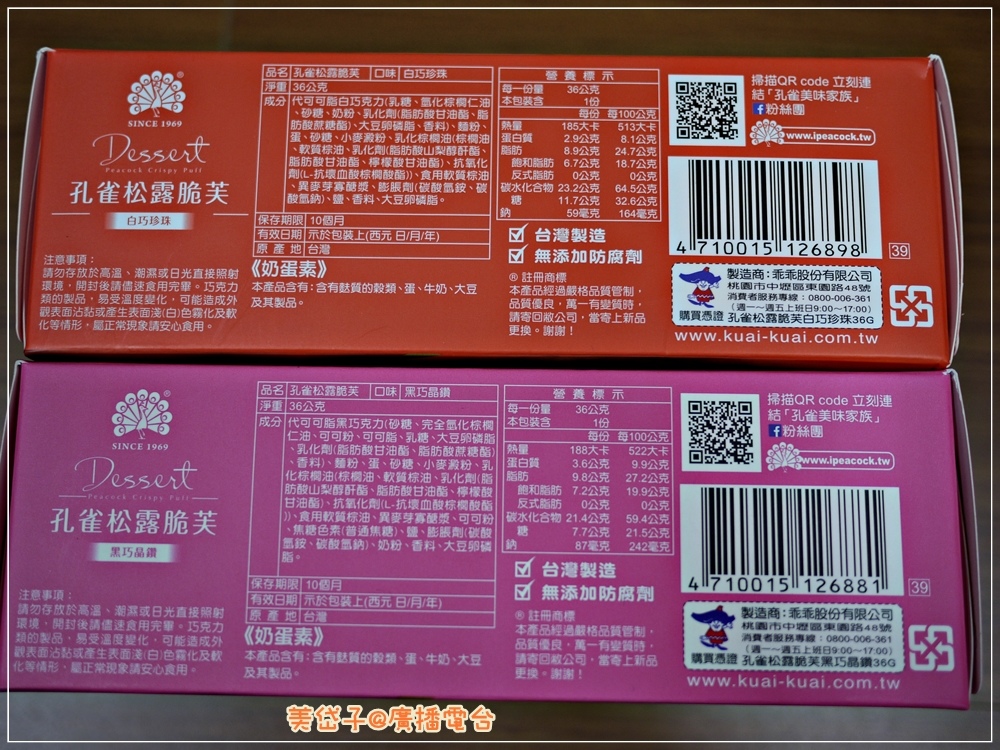 SINCE 1969
Dessert
Peacock Crispy Puff
孔雀松露脆芙
白巧珍珠
注意事項：
請勿存放於高溫、潮濕或日光直接照射
環境，開封後請儘速食用完畢。巧克力
類的製品，易受溫度變化，可能造成外
觀表面沾黏或產生表面淺(白)色霧化及軟
化等情形，屬正常現象請安心食用。
品名 孔雀松露脆芙 口味 白巧珍珠
淨重 36公克
成分 代可可脂白巧克力(乳糖、氫化棕櫚仁油
、砂糖、奶粉、乳化劑(脂肪酸甘油酯、脂
肪酸蔗糖酯)、大豆卵磷脂、香料)、麵粉、
蛋、砂糖、小麥澱粉、乳化棕櫚油(棕櫚油
、軟質棕油、乳化劑(脂肪酸山梨醇酐酯、
脂肪酸甘油酯、檸檬酸甘油酯)、抗氧化
劑(L-抗壞血酸棕櫚酸酯))、食用軟質棕油
、異麥芽寡醣漿、膨脹劑(碳酸氫銨、碳
酸氫鈉)、鹽、香料、大豆卵磷脂。
保存期限 10個月
有效日期 示於包裝上(西元 日/月/年)
原產地 台灣
《奶蛋素》
本產品含有：含有麩質的穀類、蛋、牛奶、大豆
及其製品。
營養標示
每一份量 36公克
本包裝含 1份
每份 每100公克
熱量 185大卡 513大卡
蛋白質 2.9公克 8.1公克
脂肪 8.9公克 24.7公克
飽和脂肪 6.7公克 18.7公克
反式脂肪 0公克 0公克
碳水化合物 23.2公克 64.5公克
糖 11.7公克 32.6公克
鈉 59毫克 164毫克
台灣製造
無添加防腐劑
® 註冊商標
本產品經過嚴格品質管制，
品質優良，萬一有變質時，
請寄回敝公司，當寄上新品
更換。謝謝！
掃描QR code 立刻連
結「孔雀美味家族」
f粉絲團
www.ipeacock.tw
4 710015 126898
39
製造商：乖乖股份有限公司
桃園市中壢區東園路48號
消費者服務專線：0800-006-361
(週一～週五上班日9:00～17:00)
購買憑證 孔雀松露脆芙白巧珍珠36G
www.kuai-kuai.com.tw
SINCE 1969
Dessert
Peacock Crispy Puff
孔雀松露脆芙
黑巧晶鑽
注意事項：
請勿存放於高溫、潮濕或日光直接照射
環境，開封後請儘速食用完畢。巧克力
類的製品，易受溫度變化，可能造成外
觀表面沾黏或產生表面淺(白)色霧化及軟
化等情形，屬正常現象請安心食用。
品名 孔雀松露脆芙 口味 黑巧晶鑽
淨重 36公克
成分 代可可脂黑巧克力(砂糖、完全氫化棕櫚
仁油、可可粉、可可脂、乳糖、大豆卵磷脂
、乳化劑(脂肪酸甘油酯、脂肪酸蔗糖酯)
、香料)、麵粉、蛋、砂糖、小麥澱粉、乳
化棕櫚油(棕櫚油、軟質棕油、乳化劑(脂
肪酸山梨醇酐酯、脂肪酸甘油酯、檸檬酸
甘油酯)、抗氧化劑(L-抗壞血酸棕櫚酸酯
))、食用軟質棕油、異麥芽寡醣漿、可可粉
、焦糖色素(普通焦糖)、鹽、膨脹劑(碳酸
氫銨、碳酸氫鈉)、奶粉、香料、大豆卵磷
脂。
保存期限 10個月
有效日期 示於包裝上(西元 日/月/年)
原產地 台灣
《奶蛋素》
本產品含有：含有麩質的穀類、蛋、牛奶、大豆
及其製品。
營養標示
每一份量 36公克
本包裝含 1份
每份 每100公克
熱量 188大卡 522大卡
蛋白質 3.6公克 9.9公克
脂肪 9.8公克 27.2公克
飽和脂肪 7.2公克 19.9公克
反式脂肪 0公克 0公克
碳水化合物 21.4公克 59.4公克
糖 7.7公克 21.5公克
鈉 87毫克 242毫克
台灣製造
無添加防腐劑
® 註冊商標
本產品經過嚴格品質管制，
品質優良，萬一有變質時，
請寄回敝公司，當寄上新品
更換。謝謝！
掃描QR code 立刻連
結「孔雀美味家族」
f粉絲團
www.ipeacock.tw
4 710015 126881
39
製造商：乖乖股份有限公司
桃園市中壢區東園路48號
消費者服務專線：0800-006-361
(週一～週五上班日9:00～17:00)
購買憑證 孔雀松露脆芙黑巧晶鑽36G
www.kuai-kuai.com.tw
美岱子@廣播電台